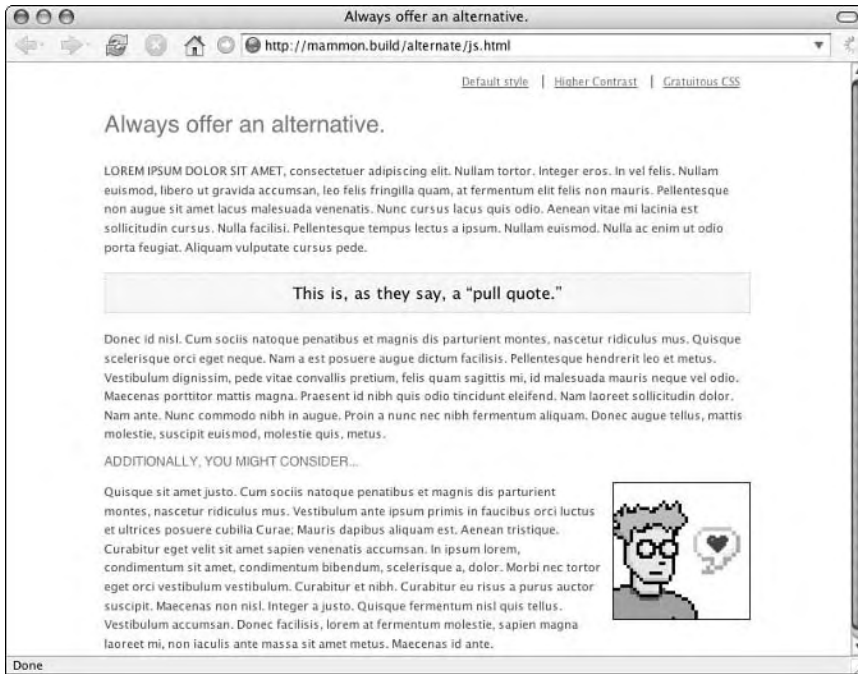 Always offer an alternative.
http://mammon.build/alternate/js.html
Default style | Higher Contrast | Gratuitous CSS
Always offer an alternative.
LOREM IPSUM DOLOR SIT AMET, consectetuer adipiscing elit. Nullam tortor. Integer eros. In vel felis. Nullam
euismod, libero ut gravida accumsan, leo felis fringilla quam, at fermentum elit felis non mauris. Pellentesque
non augue sit amet lacus malesuada venenatis. Nunc cursus lacus quis odio. Aenean vitae mi lacinia est
sollicitudin cursus. Nulla facilisi. Pellentesque tempus lectus a ipsum. Nullam euismod. Nulla ac enim ut odio
porta feugiat. Aliquam vulputate cursus pede.
This is, as they say, a “pull quote.”
Donec id nisl. Cum sociis natoque penatibus et magnis dis parturient montes, nascetur ridiculus mus. Quisque
scelerisque orci eget neque. Nam a est posuere augue dictum facilisis. Pellentesque hendrerit leo et metus.
Vestibulum dignissim, pede vitae convallis pretium, felis quam sagittis mi, id malesuada mauris neque vel odio.
Maecenas porttitor mattis magna. Praesent id nibh quis odio tincidunt eleifend. Nam laoreet sollicitudin dolor.
Nam ante. Nunc commodo nibh in augue. Proin a nunc nec nibh fermentum aliquam. Donec augue tellus, mattis
molestie, suscipit euismod, molestie quis, metus.
ADDITIONALLY, YOU MIGHT CONSIDER...
Quisque sit amet justo. Cum sociis natoque penatibus et magnis dis parturient
montes, nascetur ridiculus mus. Vestibulum ante ipsum primis in faucibus orci luctus
et ultrices posuere cubilia Curae; Mauris dapibus aliquam est. Aenean tristique.
Curabitur eget velit sit amet sapien venenatis accumsan. In ipsum lorem,
condimentum sit amet, condimentum bibendum, scelerisque a, dolor. Morbi nec tortor
eget orci vestibulum vestibulum. Curabitur et nibh. Curabitur eu risus a purus auctor
suscipit. Maecenas non nisl. Integer a justo. Quisque fermentum nisl quis tellus.
Vestibulum accumsan. Donec facilisis, lorem at fermentum molestie, sapien magna
laoreet mi, non iaculis ante massa sit amet metus. Maecenas id ante.
Done